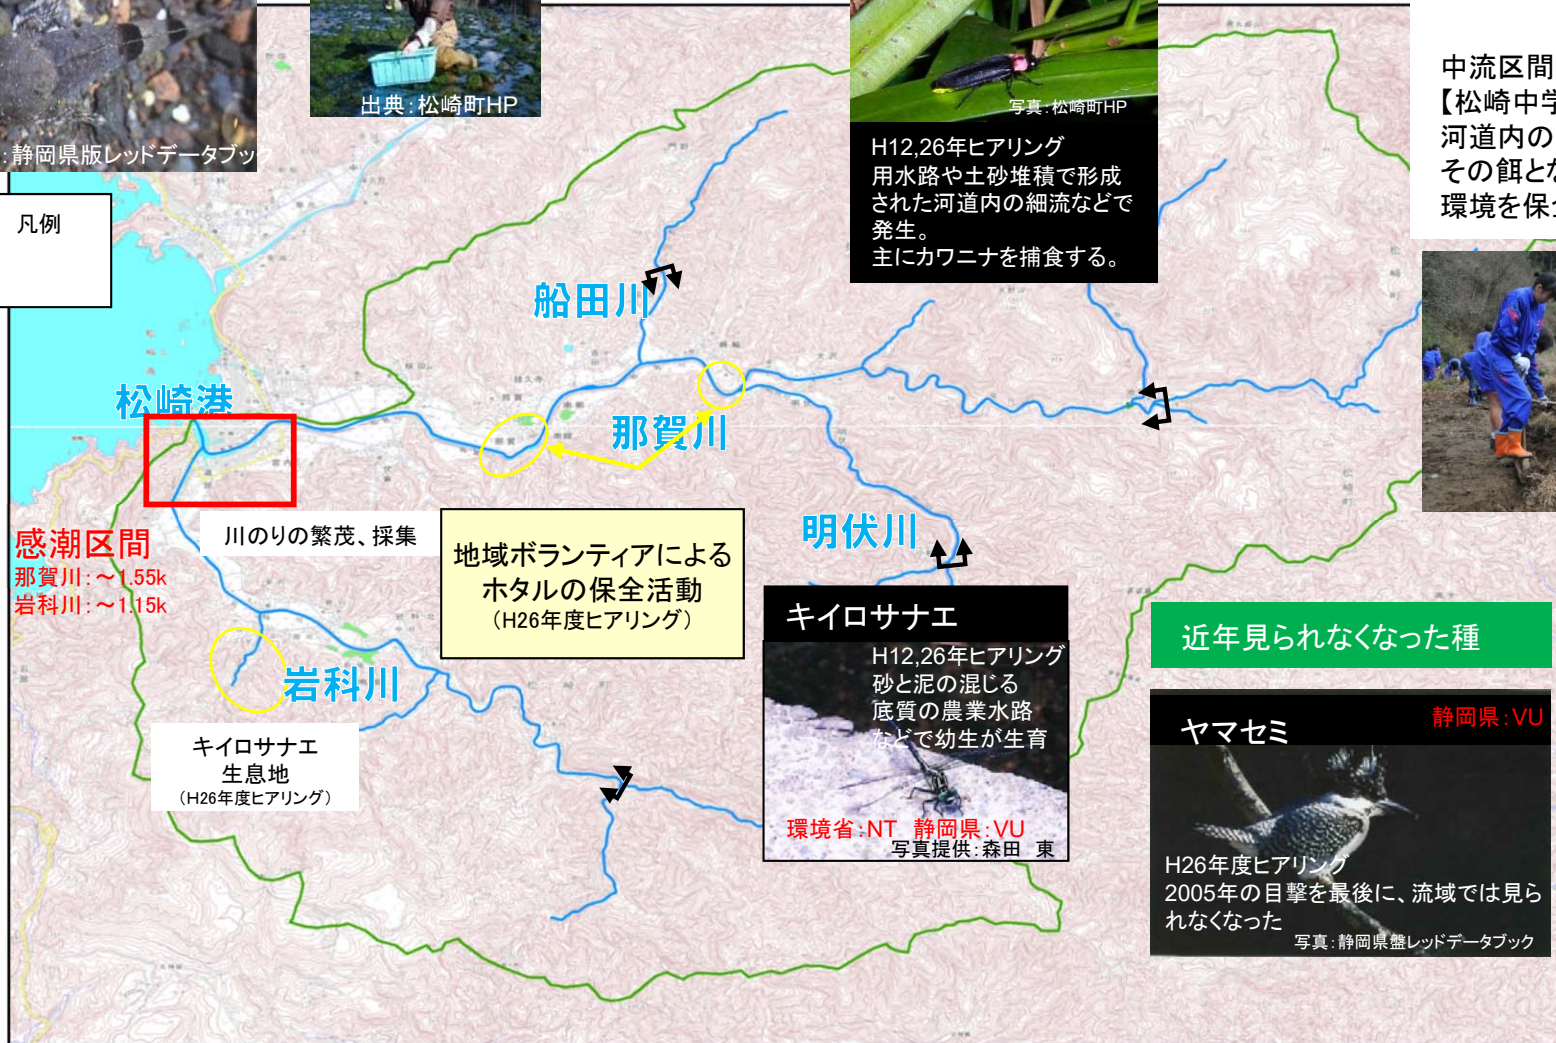 :静岡県版レッドデータブック
出典：松崎町HP
写真：松崎町HP
H12,26年ヒアリング
用水路や土砂堆積で形成
された河道内の細流などで
発生。
主にカワニナを捕食する。
中流区間
【松崎中学
河道内の
その餌とな
環境を保全
凡例
船田川
松崎港
那賀川
感潮区間
那賀川：～1.55k
岩科川：～1.15k
川のりの繁茂、採集
地域ボランティアによる
ホタルの保全活動
（H26年度ヒアリング）
明伏川
岩科川
キイロサナエ
生息地
（H26年度ヒアリング）
キイロサナエ
H12,26年ヒアリング
砂と泥の混じる
底質の農業水路
などで幼生が生育
環境省：NT 静岡県：VU
写真提供：森田　東
近年見られなくなった種
ヤマセミ
静岡県：VU
H26年度ヒアリング
2005年の目撃を最後に、流域では見ら
れなくなった
写真：静岡県盤レッドデータブック